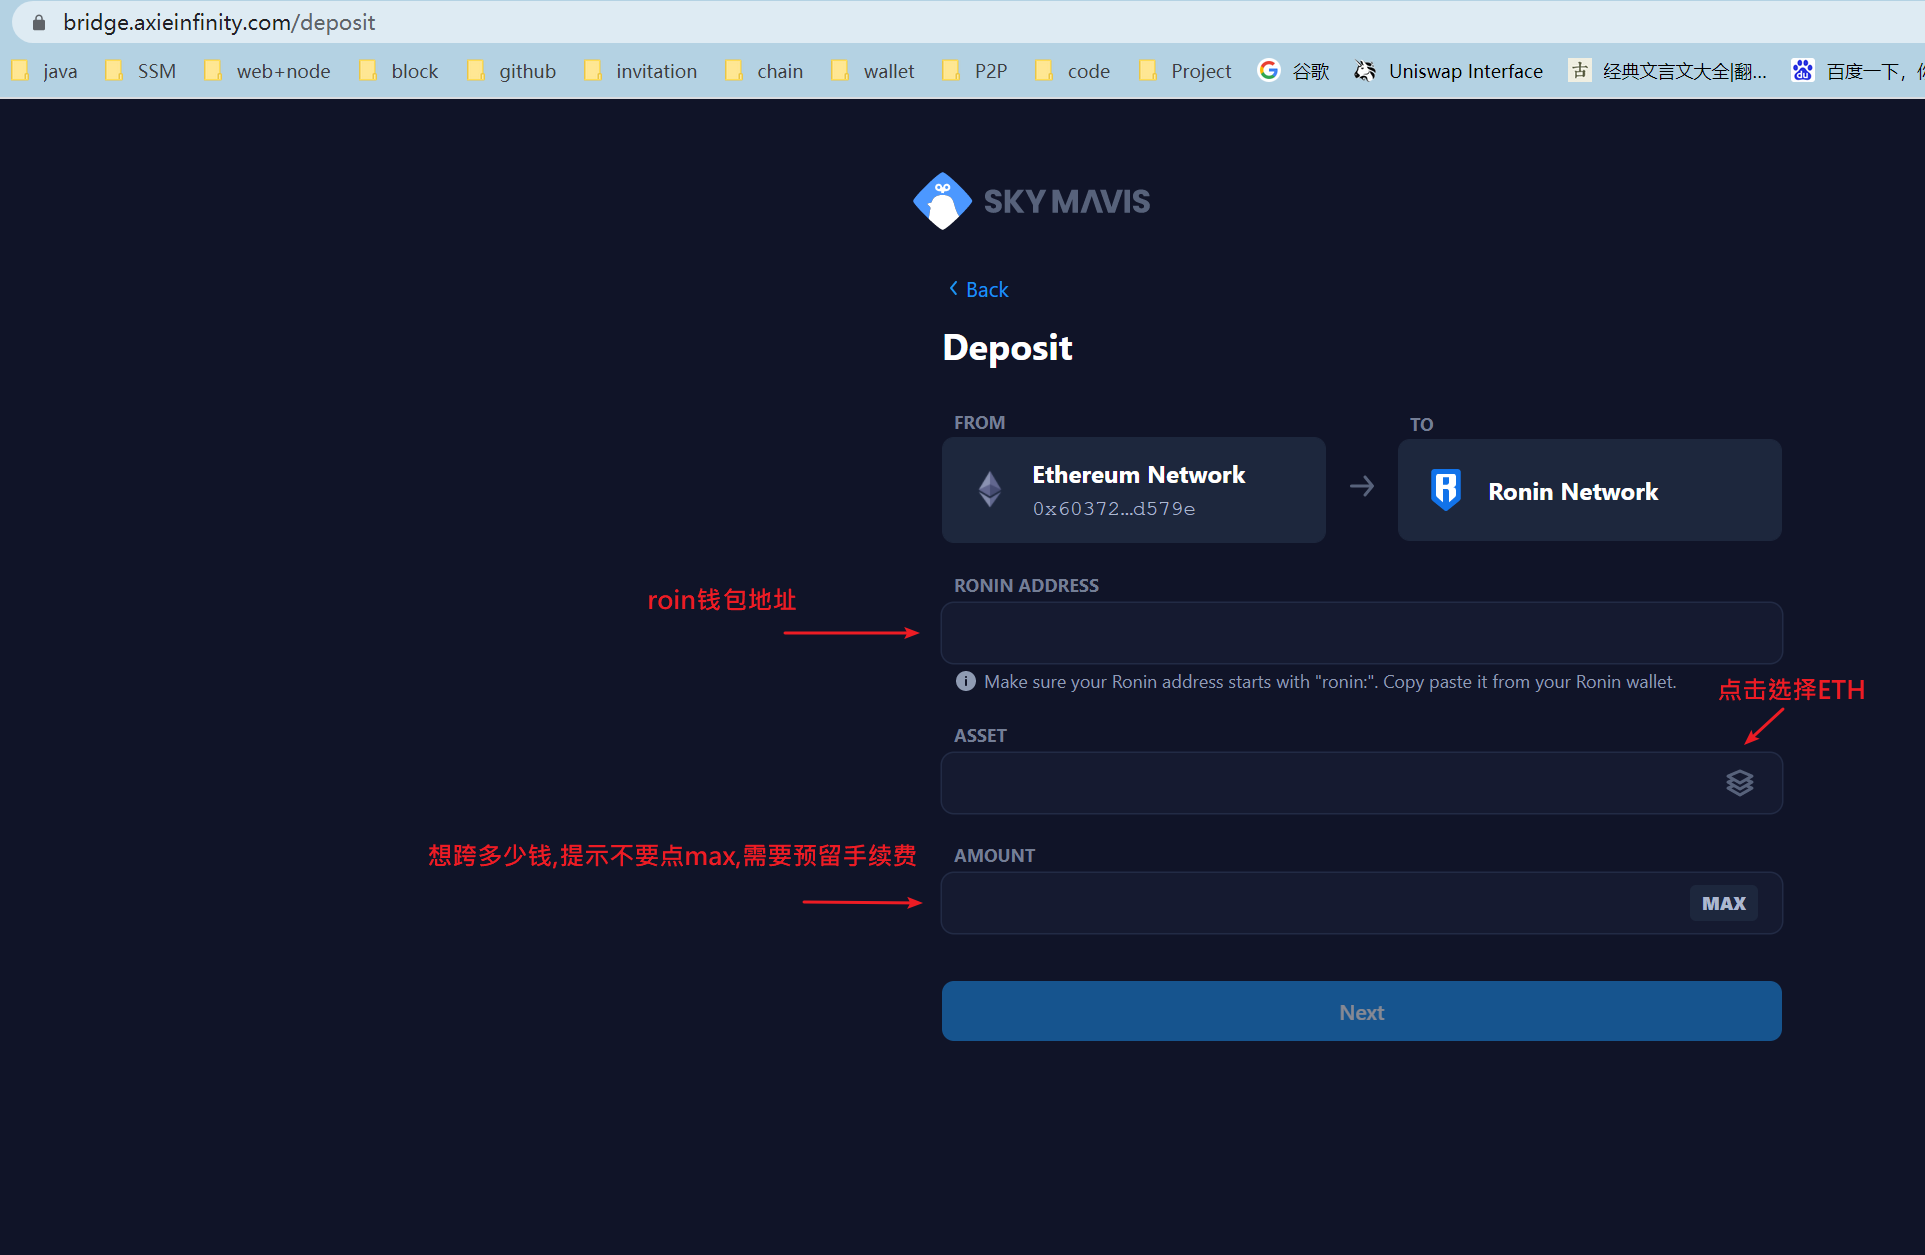 bridge.axieinfinity.com/deposit
java SSM web+node block github invitation chain wallet P2P code Project 谷歌 Uniswap Interface 经典文言文大全|翻... 百度一下，
SKY MAVIS
Back
Deposit
FROM
TO
Ethereum Network
0x60372...d579e
Ronin Network
RONIN ADDRESS
roin钱包地址
Make sure your Ronin address starts with "ronin:". Copy paste it from your Ronin wallet.
点击选择ETH
ASSET
想跨多少钱,提示不要点max,需要预留手续费
AMOUNT
MAX
Next